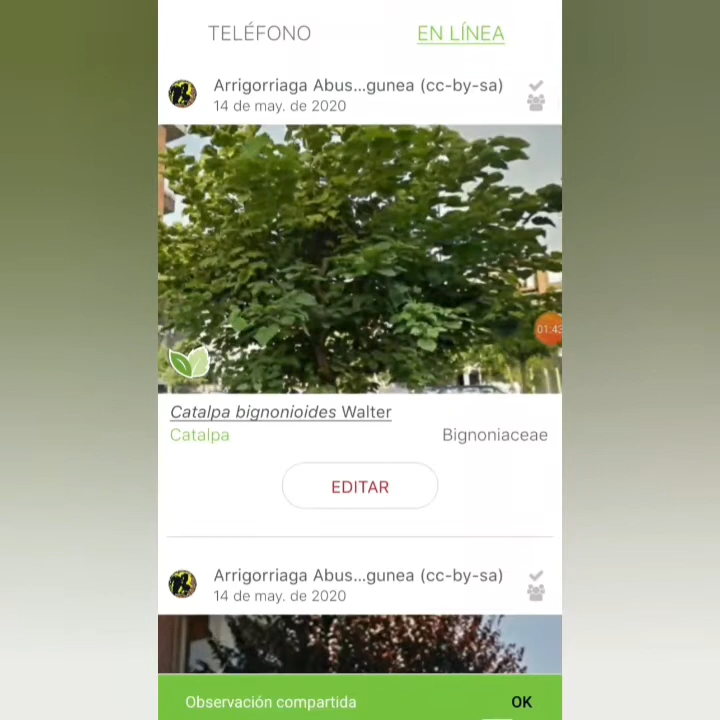 TELÉFONO
EN LÍNEA
Arrigorriaga Abus...gunea (cc-by-sa)
14 de may. de 2020
01:43
Catalpa bignonioides Walter
Catalpa
Bignoniaceae
EDITAR
Arrigorriaga Abus...gunea (cc-by-sa)
14 de may. de 2020
Observación compartida
OK